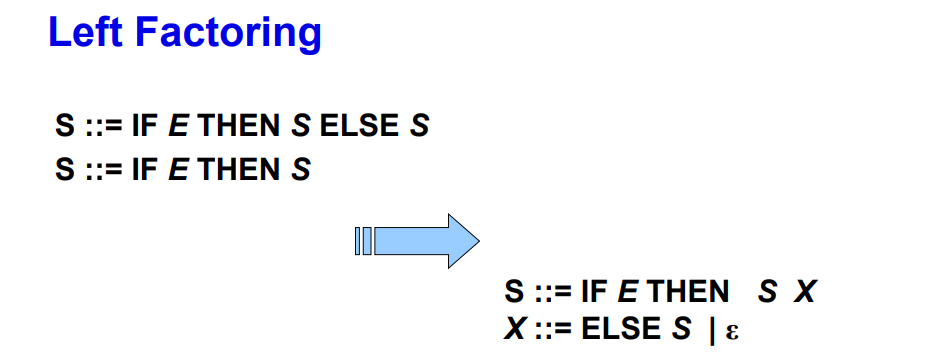 Left Factoring
S ::= IF E THEN S ELSE S
S ::= IF E THEN S
S ::= IF E THEN S X
X ::= ELSE S | ε